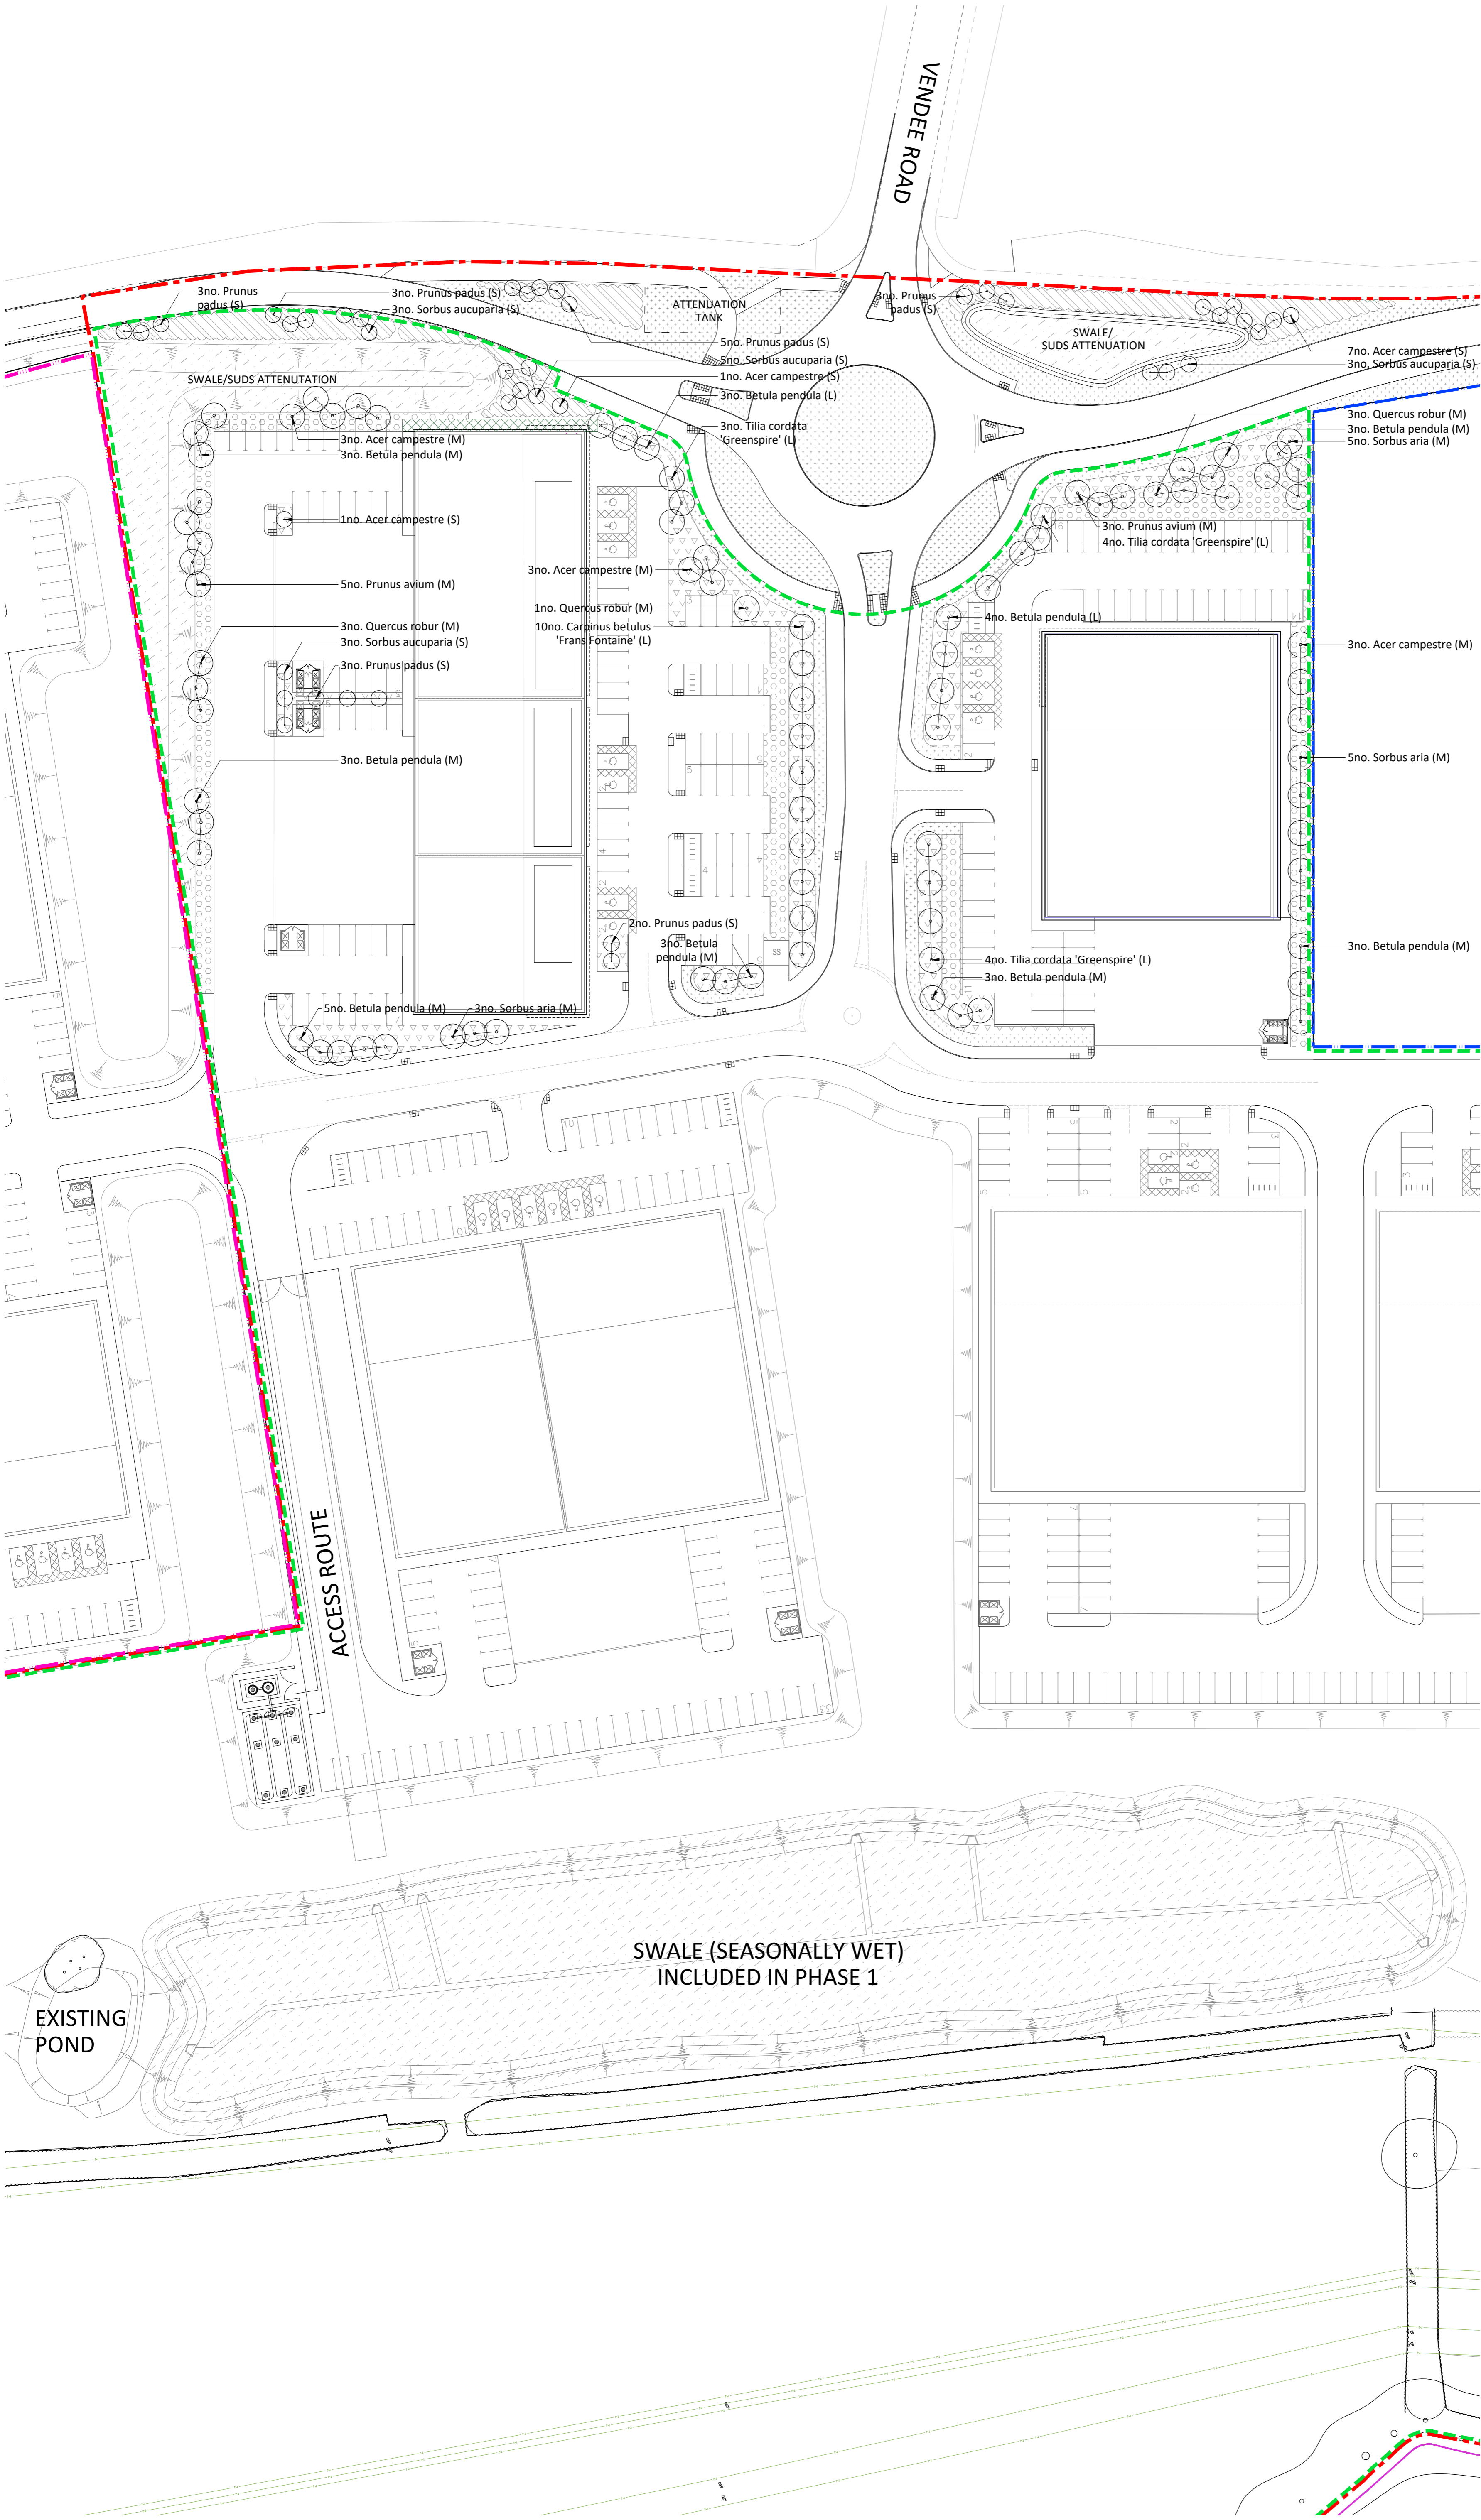 VENDEE ROAD
3no. Prunus
padus (S)
3no. Prunus padus (S)
3no. Sorbus aucuparia (S)
ATTENUATION
TANK
3no. Prunus
padus (S)
SWALE/
SUDS ATTENUATION
5no. Prunus padus (S)
7no. Acer campestre (S)
5no. Sorbus aucuparia (S)
3no. Sorbus aucuparia (S)
SWALE/SUDS ATTENUTATION
1no. Acer campestre (S)
3no. Betula pendula (L)
3no. Quercus robur (M)
3no. Tilia cordata
'Greenspire' (L)
3no. Betula pendula (M)
5no. Sorbus aria (M)
3no. Acer campestre (M)
3no. Betula pendula (M)
1no. Acer campestre (S)
3no. Prunus avium (M)
4no. Tilia cordata 'Greenspire' (L)
3no. Acer campestre (M)
5no. Prunus avium (M)
1no. Quercus robur (M)
4no. Betula pendula (L)
3no. Quercus robur (M)
10no. Carpinus betulus
'Frans Fontaine' (L)
3no. Sorbus aucuparia (S)
3no. Acer campestre (M)
3no. Prunus padus (S)
3no. Betula pendula (M)
5no. Sorbus aria (M)
2no. Prunus padus (S)
3no. Betula
pendula (M)
3no. Betula pendula (M)
SS
4no. Tilia cordata 'Greenspire' (L)
3no. Betula pendula (M)
5no. Betula pendula (M)
3no. Sorbus aria (M)
10
10
ACCESS ROUTE
33
SWALE (SEASONALLY WET)
INCLUDED IN PHASE 1
EXISTING
POND